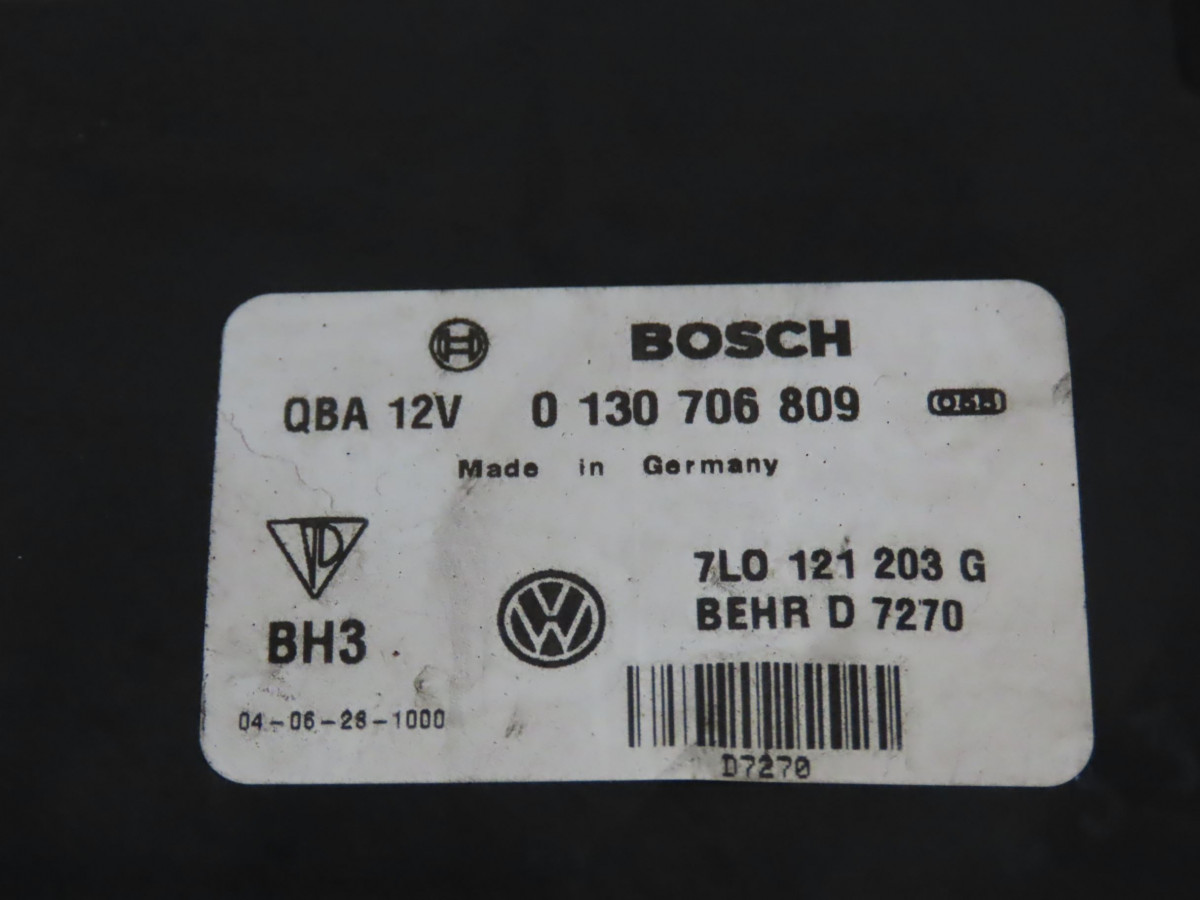 BOSCH
QBA 12V 0 130 706 809
Made in Germany
7L0 121 203 G
BEHR D 7270
BH3
04-06-28-1000
D7270